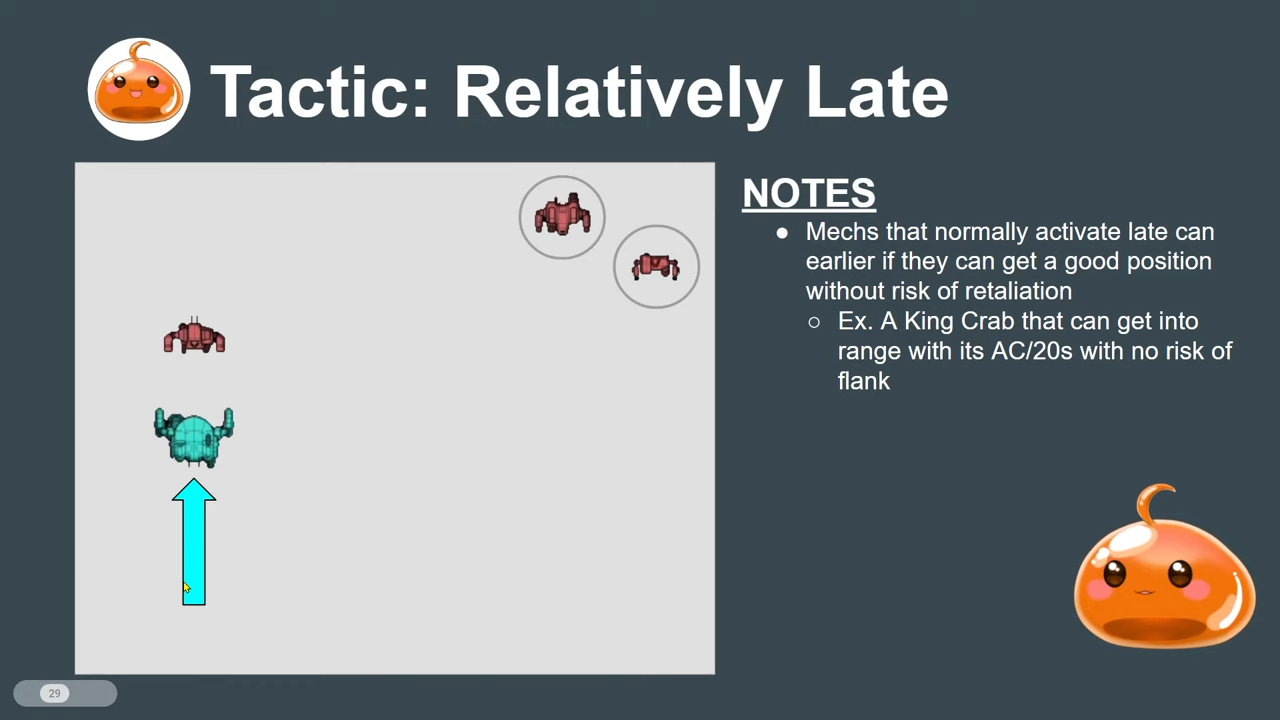 Tactic: Relatively Late
NOTES
● Mechs that normally activate late can
earlier if they can get a good position
without risk of retaliation
○ Ex. A King Crab that can get into
range with its AC/20s with no risk of
flank
29